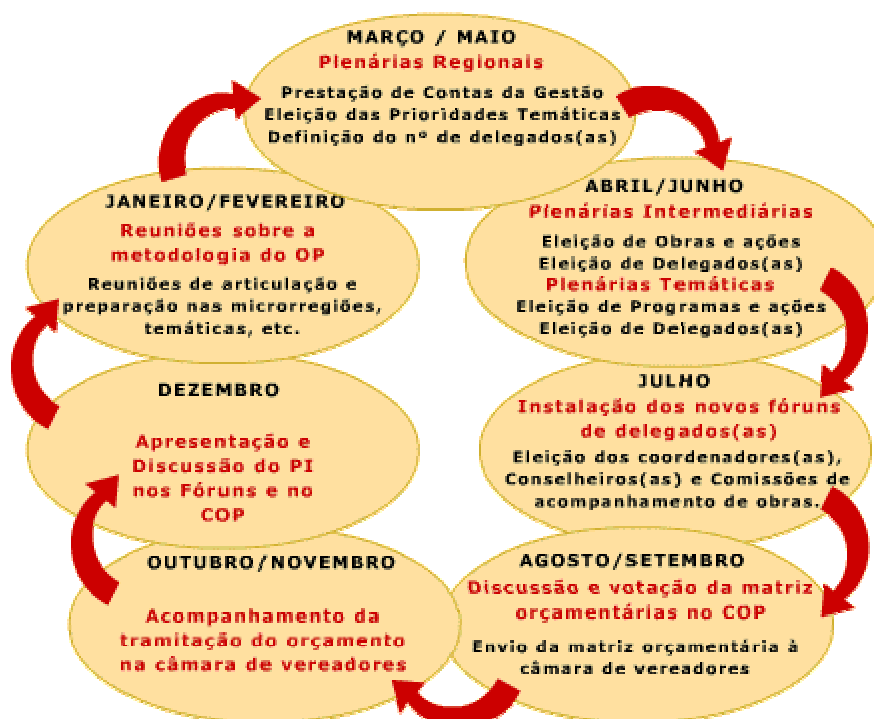 MARÇO / MAIO
Plenárias Regionais
Prestação de Contas da Gestão
Eleição das Prioridades Temáticas
Definição do nº de delegados(as)
ABRIL/JUNHO
Plenárias Intermediárias
Eleição de Obras e ações
Eleição de Delegados(as)
Plenárias Temáticas
Eleição de Programas e ações
Eleição de Delegados(as)
JULHO
Instalação dos novos fóruns
de delegados(as)
Eleição dos coordenadores(as),
Conselheiros(as) e Comissões de
acompanhamento de obras.
AGOSTO/SETEMBRO
Discussão e votação da matriz
orçamentárias no COP
Envio da matriz orçamentária à
câmara de vereadores
OUTUBRO/NOVEMBRO
Acompanhamento da
tramitação do orçamento
na câmara de vereadores
DEZEMBRO
Apresentação e
Discussão do PI
nos Fóruns e no
COP
JANEIRO/FEVEREIRO
Reuniões sobre a
metodologia do OP
Reuniões de articulação e
preparação nas microrregiões,
temáticas, etc.